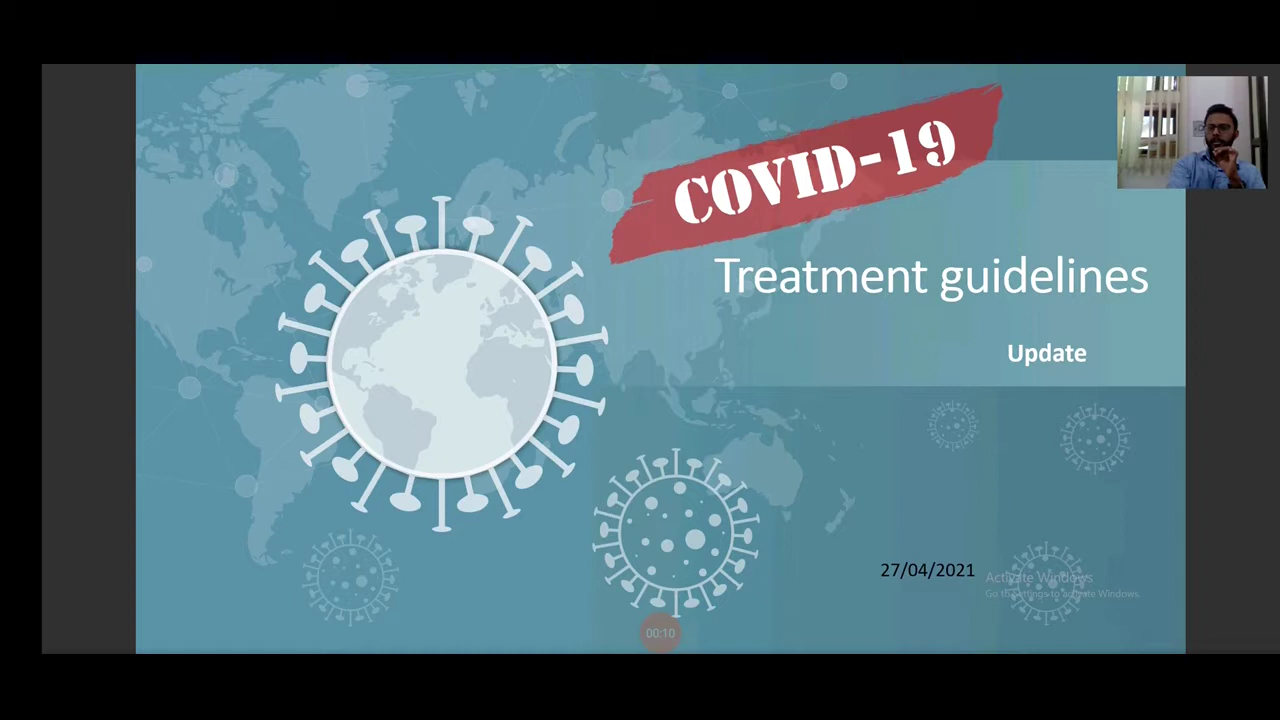 COVID-19
Treatment guidelines
Update
27/04/2021
Activate Windows
Go to Settings to activate Windows
00:10